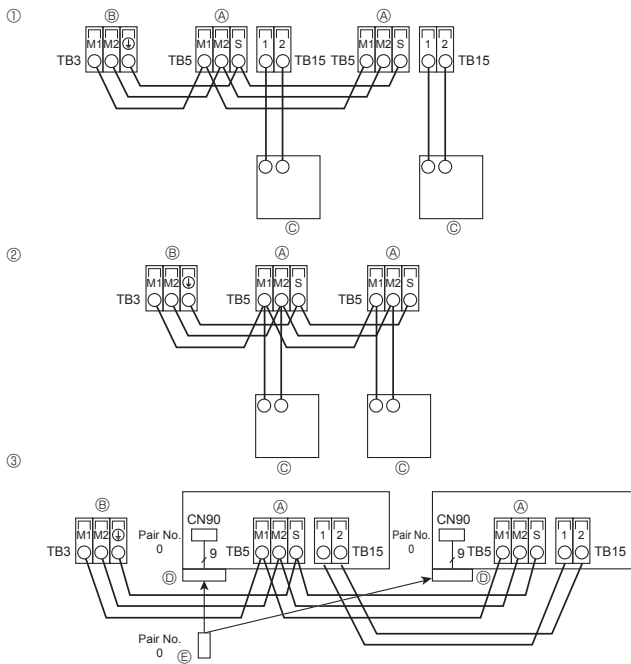 ①
Ⓑ Ⓐ Ⓐ
M1 M2 ⏚ M1 M2 S 1 2 M1 M2 S 1 2
TB3 TB5 TB15 TB5 TB15
Ⓒ Ⓒ
②
Ⓑ Ⓐ Ⓐ
M1 M2 ⏚ M1 M2 S M1 M2 S
TB3 TB5 TB5
Ⓒ Ⓒ
③
Ⓑ Ⓐ Ⓐ
CN90 CN90
M1 M2 ⏚ M1 M2 S 1 2 M1 M2 S 1 2
Pair No. Pair No.
0 0
TB3 9 TB5 TB15 9 TB5 TB15
Ⓓ Ⓓ
Pair No.
0
Ⓔ